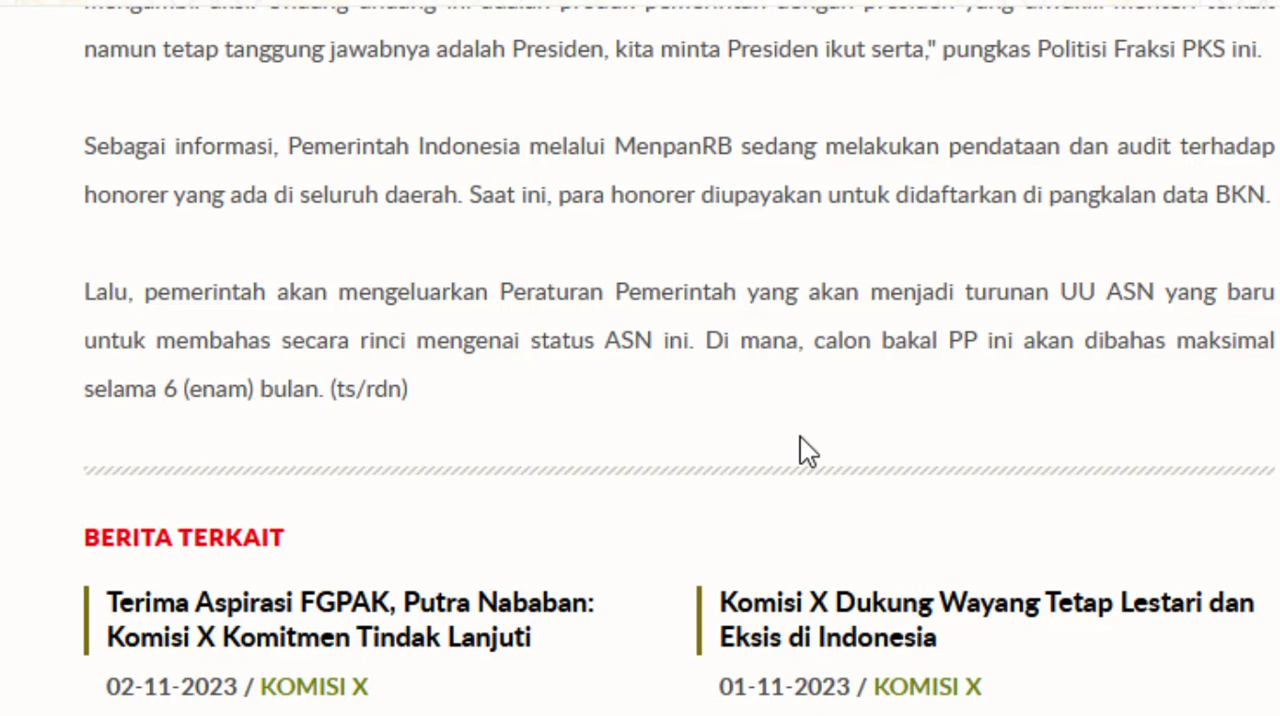 namun tetap tanggung jawabnya adalah Presiden, kita minta Presiden ikut serta," pungkas Politisi Fraksi PKS ini.
Sebagai informasi, Pemerintah Indonesia melalui MenpanRB sedang melakukan pendataan dan audit terhadap
honorer yang ada di seluruh daerah. Saat ini, para honorer diupayakan untuk didaftarkan di pangkalan data BKN.
Lalu, pemerintah akan mengeluarkan Peraturan Pemerintah yang akan menjadi turunan UU ASN yang baru
untuk membahas secara rinci mengenai status ASN ini. Di mana, calon bakal PP ini akan dibahas maksimal
selama 6 (enam) bulan. (ts/rdn)
BERITA TERKAIT
Terima Aspirasi FGPAK, Putra Nababan:
Komisi X Komitmen Tindak Lanjuti
02-11-2023 / KOMISI X
Komisi X Dukung Wayang Tetap Lestari dan
Eksis di Indonesia
01-11-2023 / KOMISI X